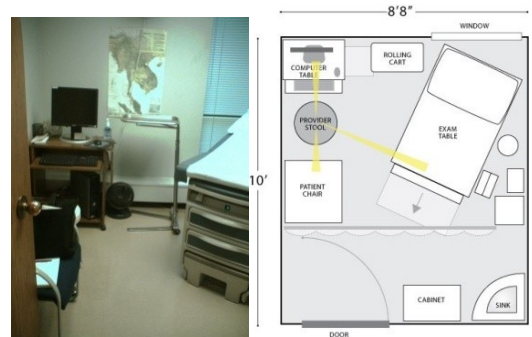 8'8"
WINDOW
ROLLING
CART
COMPUTER
TABLE
PROVIDER
STOOL
EXAM
TABLE
10'
PATIENT
CHAIR
CABINET
SINK
DOOR